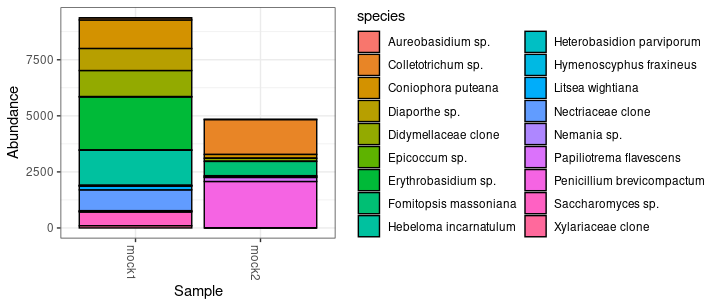 Abundance
7500
5000
2500
0
mock1
mock2
Sample
species
Aureobasidium sp.
Colletotrichum sp.
Coniophora puteana
Diaporthe sp.
Didymellaceae clone
Epicoccum sp.
Erythrobasidium sp.
Fomitopsis massoniana
Hebeloma incarnatulum
Heterobasidion parviporum
Hymenoscyphus fraxineus
Litsea wightiana
Nectriaceae clone
Nemania sp.
Papiliotrema flavescens
Penicillium brevicompactum
Saccharomyces sp.
Xylariaceae clone